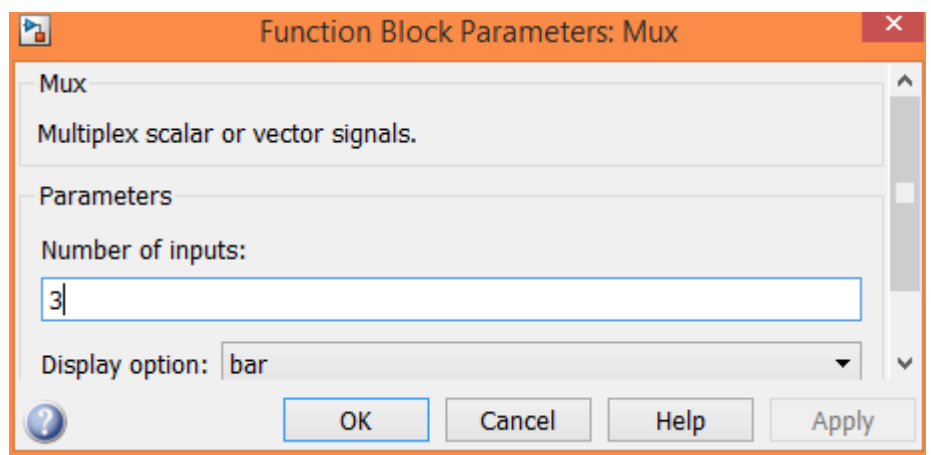 Function Block Parameters: Mux
Mux
Multiplex scalar or vector signals.
Parameters
Number of inputs:
3
Display option: bar
OK Cancel Help Apply